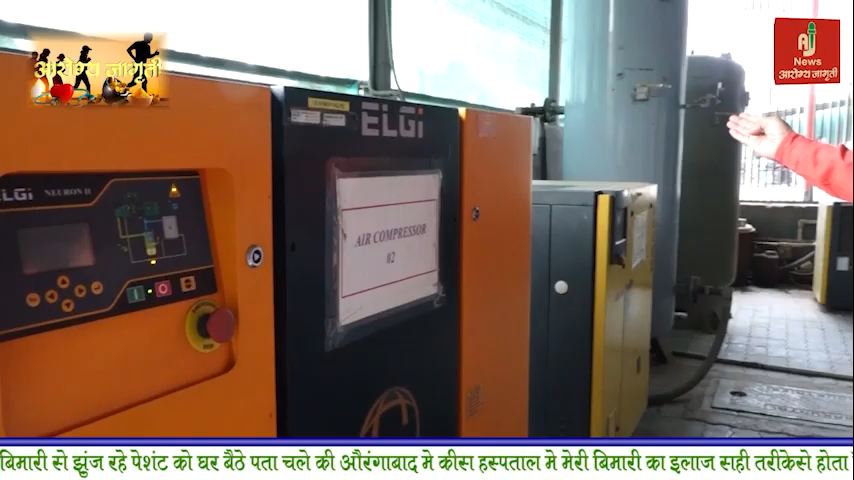 आरोग्य जागृती
AJ
News
आरोग्य जागृती
ELGi
ELGi NEURON II
AIR COMPRESSOR
02
बिमारी से झुंज रहे पेशंट को घर बैठे पता चले की औरंगाबाद मे कीस हस्पताल मे मेरी बिमारी का इलाज सही तरीकेसे होता